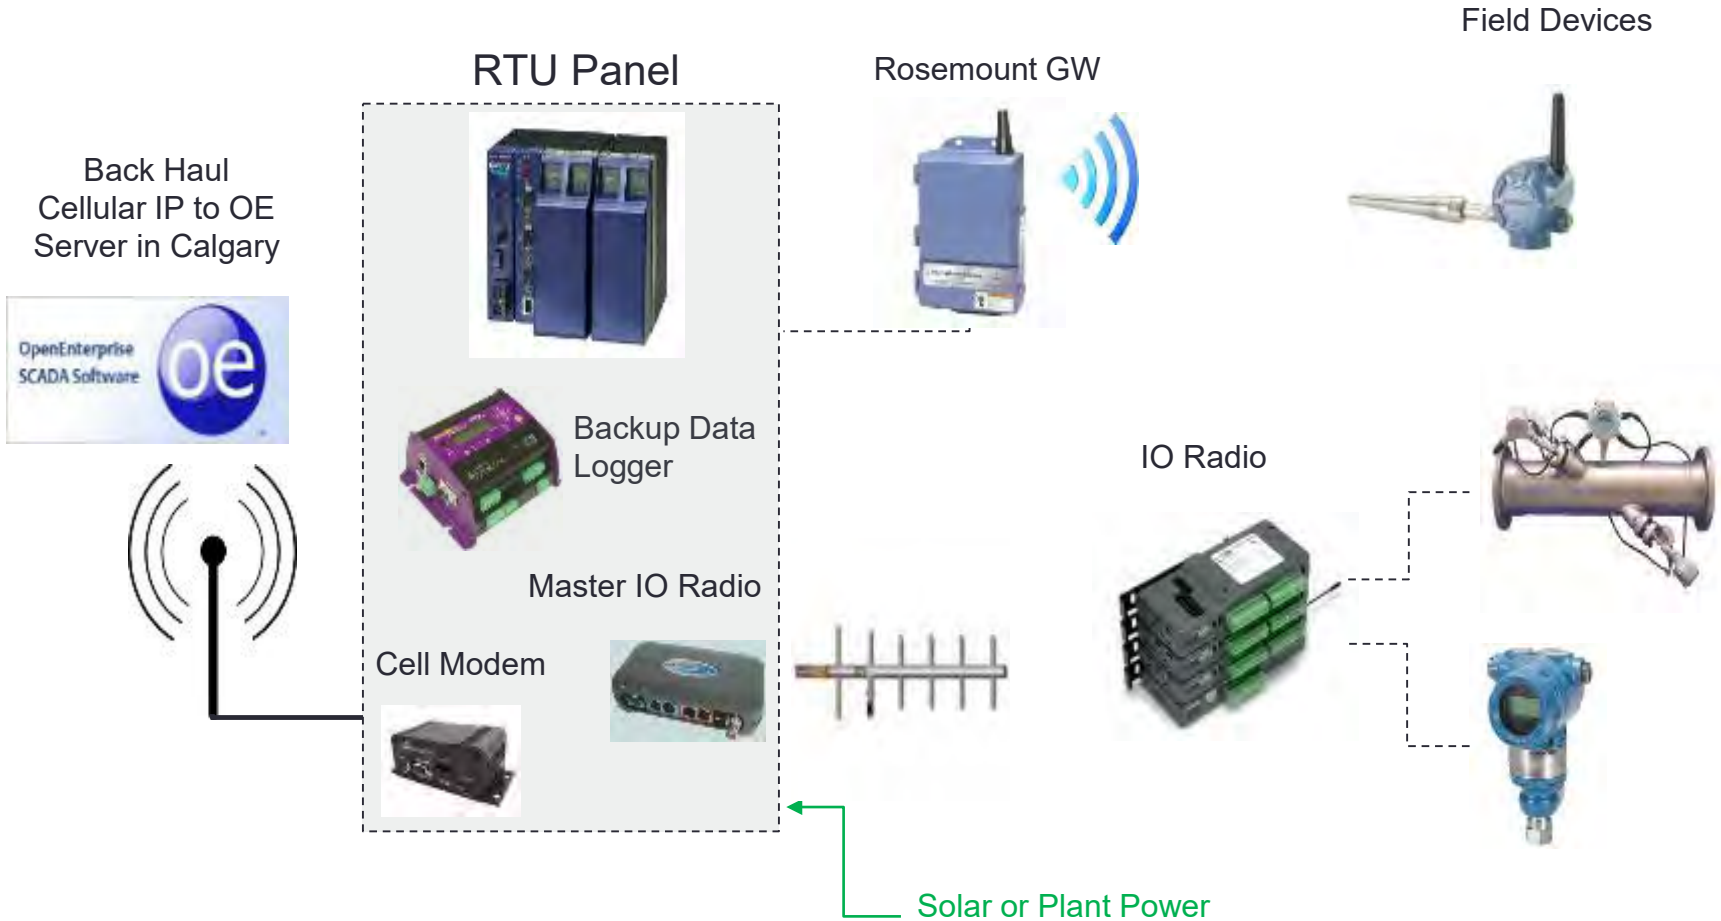 Field Devices
RTU Panel
Rosemount GW
Back Haul
Cellular IP to OE
Server in Calgary
OpenEnterprise
SCADA Software
oe
Backup Data
Logger
IO Radio
Master IO Radio
Cell Modem
Solar or Plant Power